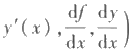 y′(x), df/dx, dy/dx)